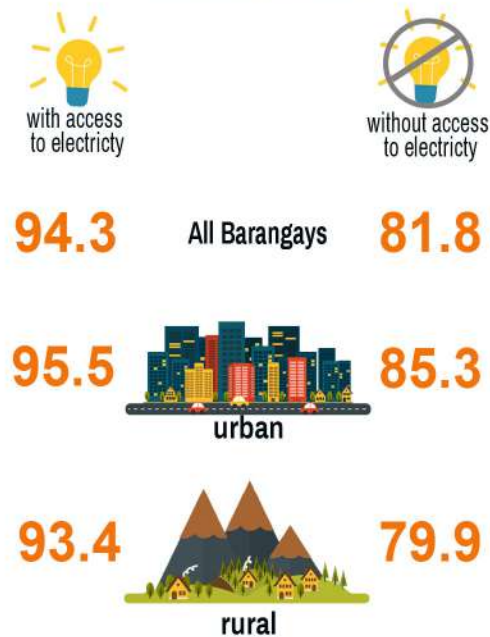 with access
to electricty
without access
to electricty
94.3
All Barangays
81.8
95.5
85.3
urban
93.4
79.9
rural